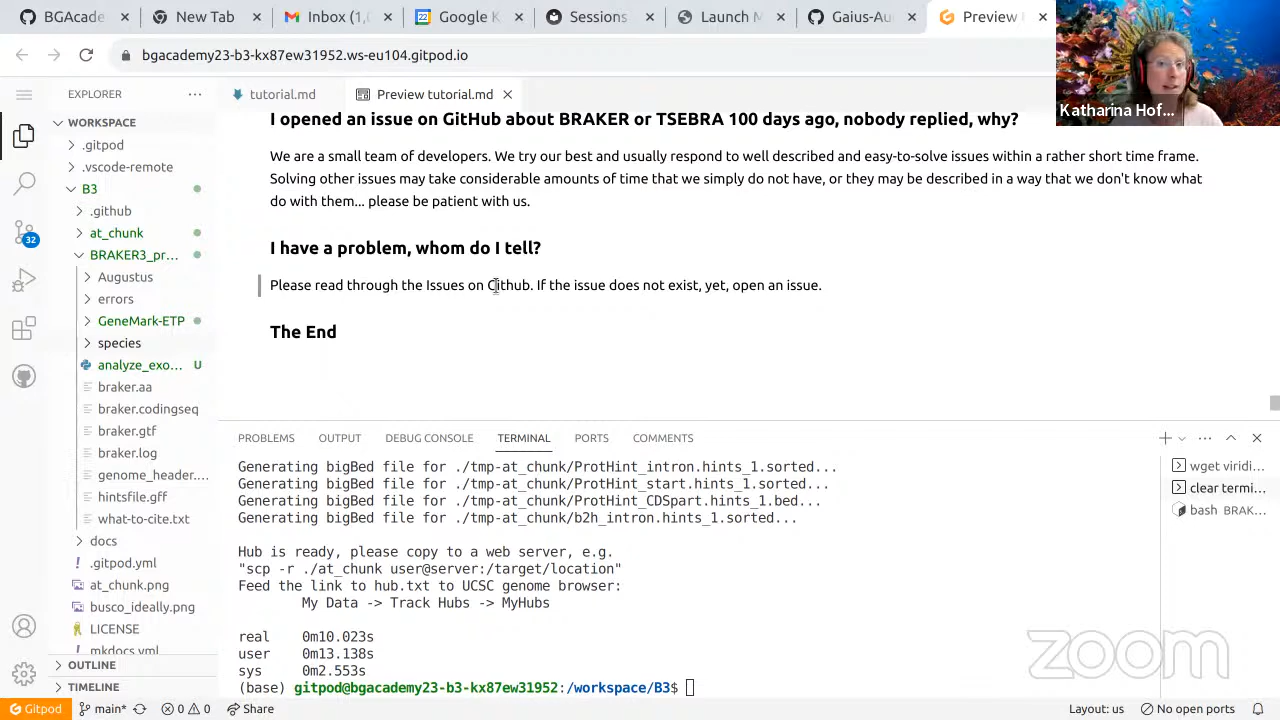 BGAcade
New Tab
Inbox (1,
Google K
Sessions
Launch M
Gaius-Au
Preview
bgacademy23-b3-kx87ew31952.ws-eu104.gitpod.io
Katharina Hof...
EXPLORER
tutorial.md
Preview tutorial.md
WORKSPACE
.gitpod
.vscode-remote
B3
.github
at_chunk
BRAKER3_pr...
Augustus
errors
GeneMark-ETP
species
analyze_exo... U
braker.aa
braker.codingseq
braker.gtf
braker.log
genome_header....
hintsfile.gff
what-to-cite.txt
docs
.gitpod.yml
at_chunk.png
busco_ideally.png
LICENSE
mkdocs.yml
OUTLINE
TIMELINE
32
I opened an issue on GitHub about BRAKER or TSEBRA 100 days ago, nobody replied, why?
We are a small team of developers. We try our best and usually respond to well described and easy-to-solve issues within a rather short time frame.
Solving other issues may take considerable amounts of time that we simply do not have, or they may be described in a way that we don't know what
do with them... please be patient with us.
I have a problem, whom do I tell?
Please read through the Issues on Github. If the issue does not exist, yet, open an issue.
The End
PROBLEMS
OUTPUT
DEBUG CONSOLE
TERMINAL
PORTS
COMMENTS
Generating bigBed file for ./tmp-at_chunk/ProtHint_intron.hints_1.sorted...
Generating bigBed file for ./tmp-at_chunk/ProtHint_start.hints_1.sorted...
Generating bigBed file for ./tmp-at_chunk/ProtHint_CDSpart.hints_1.bed...
Generating bigBed file for ./tmp-at_chunk/b2h_intron.hints_1.sorted...
Hub is ready, please copy to a web server, e.g.
"scp -r ./at_chunk user@server:/target/location"
Feed the link to hub.txt to UCSC genome browser:
My Data -> Track Hubs -> MyHubs
real 0m10.023s
user 0m13.138s
sys 0m2.553s
(base) gitpod@bgacademy23-b3-kx87ew31952:/workspace/B3$
wget viridi...
clear termi...
bash BRAK...
zoom
Gitpod
main*
0 0
Share
Layout: us
No open ports